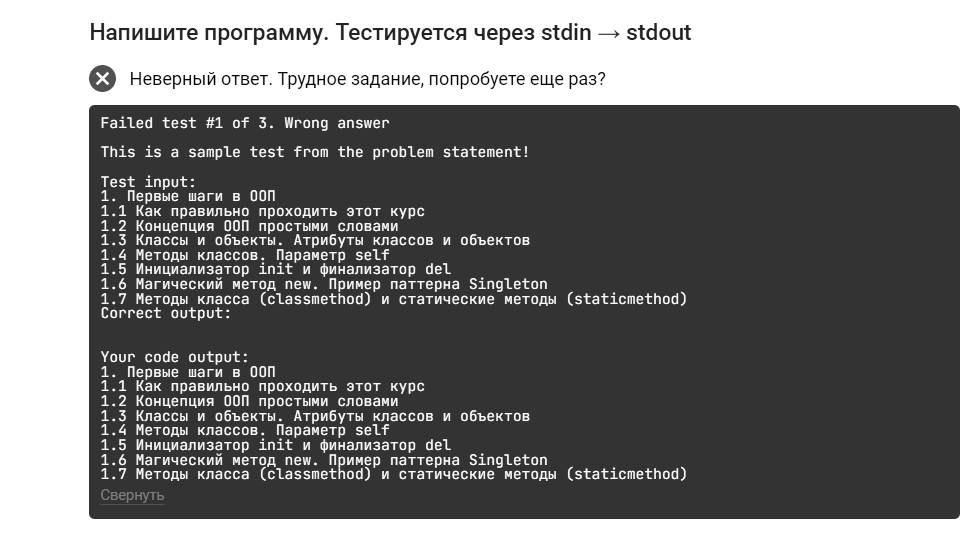 Напишите программу. Тестируется через stdin → stdout
Неверный ответ. Трудное задание, попробуете еще раз?
Failed test #1 of 3. Wrong answer
This is a sample test from the problem statement!
Test input:
1. Первые шаги в ООП
1.1 Как правильно проходить этот курс
1.2 Концепция ООП простыми словами
1.3 Классы и объекты. Атрибуты классов и объектов
1.4 Методы классов. Параметр self
1.5 Инициализатор init и финализатор del
1.6 Магический метод new. Пример паттерна Singleton
1.7 Методы класса (classmethod) и статические методы (staticmethod)
Correct output:
Your code output:
1. Первые шаги в ООП
1.1 Как правильно проходить этот курс
1.2 Концепция ООП простыми словами
1.3 Классы и объекты. Атрибуты классов и объектов
1.4 Методы классов. Параметр self
1.5 Инициализатор init и финализатор del
1.6 Магический метод new. Пример паттерна Singleton
1.7 Методы класса (classmethod) и статические методы (staticmethod)
Свернуть